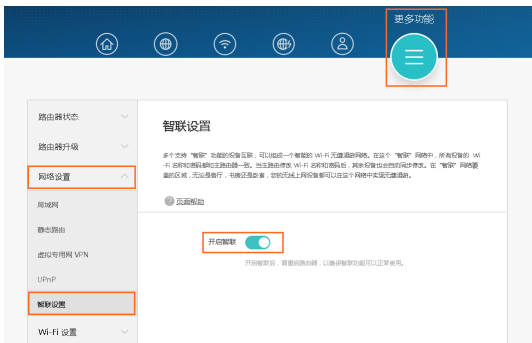 更多功能
路由器状态
路由器升级
网络设置
局域网
静态路由
虚拟专用网 VPN
UPnP
智联设置
Wi-Fi 设置
智联设置
多个支持“智联”功能的设备互联，可以组成一个智能的 Wi-Fi 无缝漫游网络。在这个“智联”网络中，所有设备的 Wi
-Fi 名称和密码都和主路由器一致。当主路由修改 Wi-Fi 名称和密码后，其余设备也会自动同步修改。在“智联”网络覆
盖的区域，无论是客厅，书房还是卧室，您的无线上网设备都可以在这个网络中实现无缝漫游。
页面帮助
开启智联
开启智联后，需重启路由器，以确保智联功能可以正常使用。